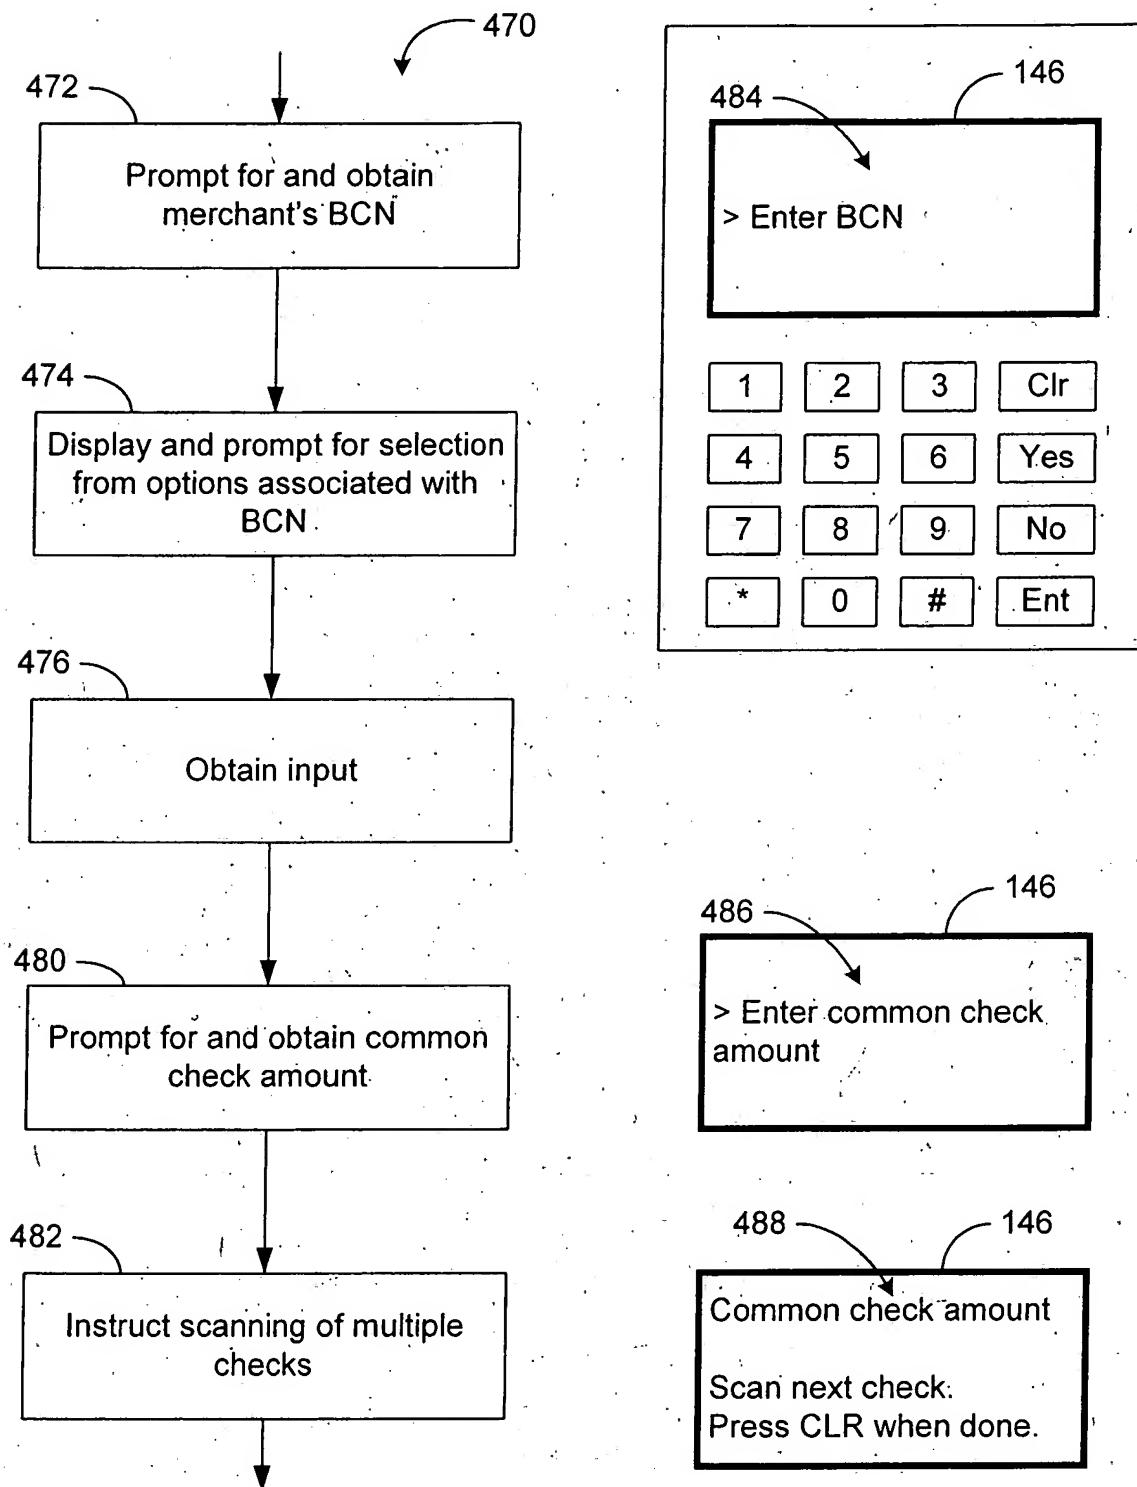 470
472
Prompt for and obtain
merchant's BCN
474
Display and prompt for selection
from options associated with
BCN
476
Obtain input
480
Prompt for and obtain common
check amount
482
Instruct scanning of multiple
checks
146
484
> Enter BCN
1 2 3 Clr
4 5 6 Yes
7 8 9 No
* 0 # Ent
146
486
> Enter common check
amount
488
146
Common check amount
Scan next check.
Press CLR when done.